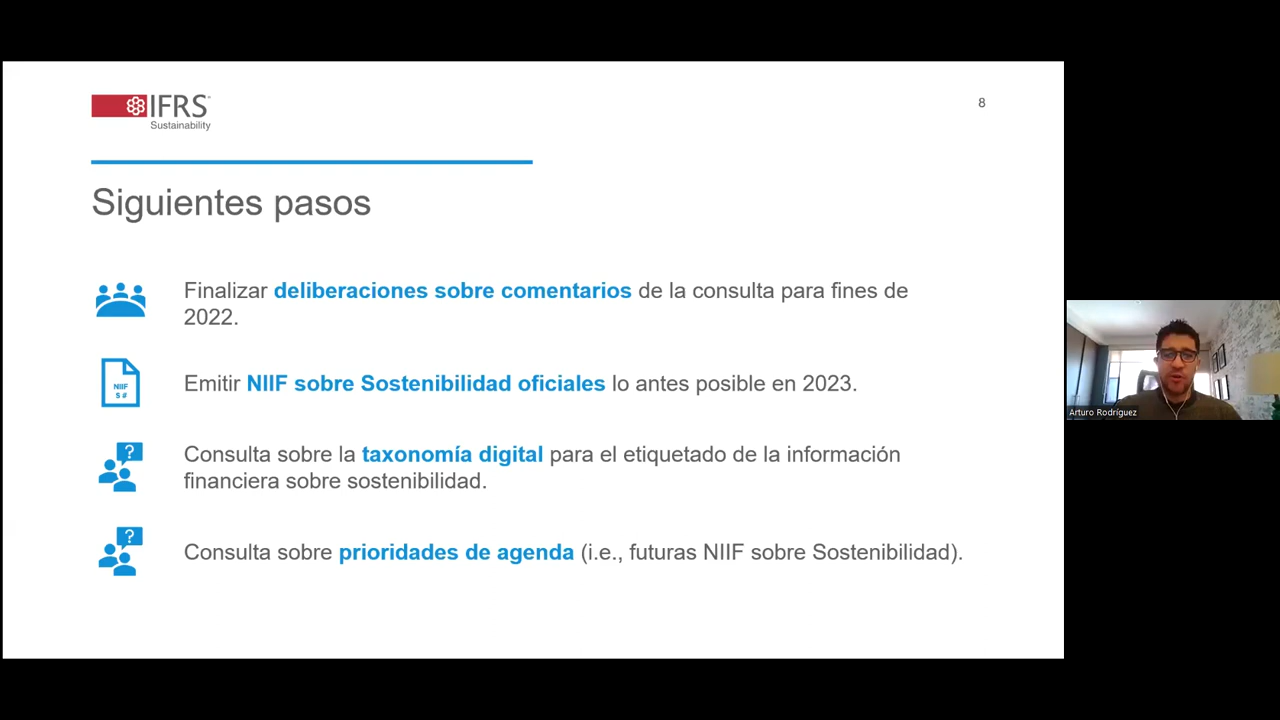 IFRS
Sustainability
8
Siguientes pasos
Finalizar deliberaciones sobre comentarios de la consulta para fines de
2022.
NIIF
S #
Emitir NIIF sobre Sostenibilidad oficiales lo antes posible en 2023.
?
Consulta sobre la taxonomía digital para el etiquetado de la información
financiera sobre sostenibilidad.
?
Consulta sobre prioridades de agenda (i.e., futuras NIIF sobre Sostenibilidad).
Arturo Rodríguez